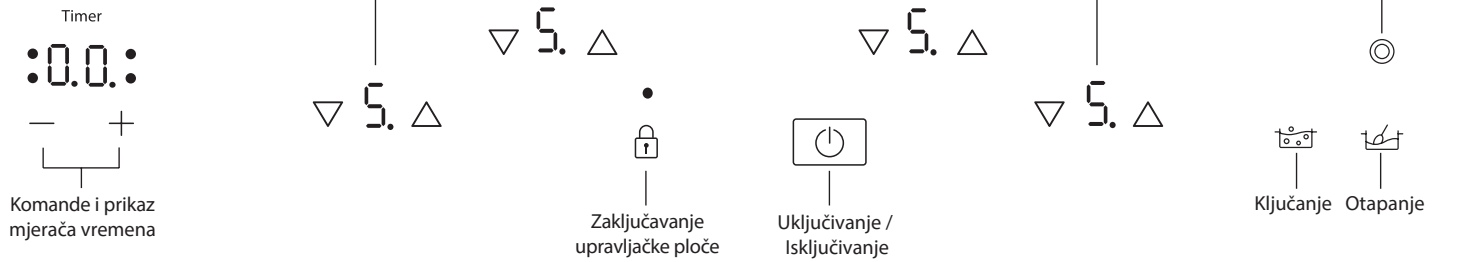 Timer
5. 5.
:0.0.:
5. 5.
− +
Ključanje Otapanje
Komande i prikaz
mjerača vremena
Zaključavanje
upravljačke ploče
Uključivanje /
Isključivanje